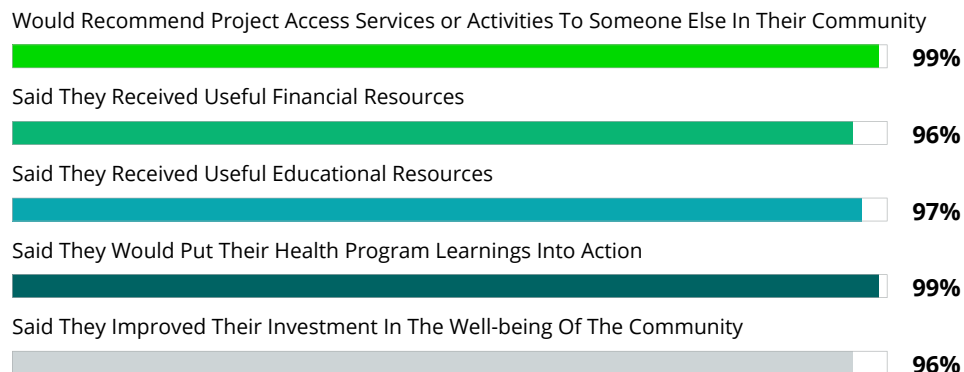 Would Recommend Project Access Services or Activities To Someone Else In Their Community
99%
Said They Received Useful Financial Resources
96%
Said They Received Useful Educational Resources
97%
Said They Would Put Their Health Program Learnings Into Action
99%
Said They Improved Their Investment In The Well-being Of The Community
96%